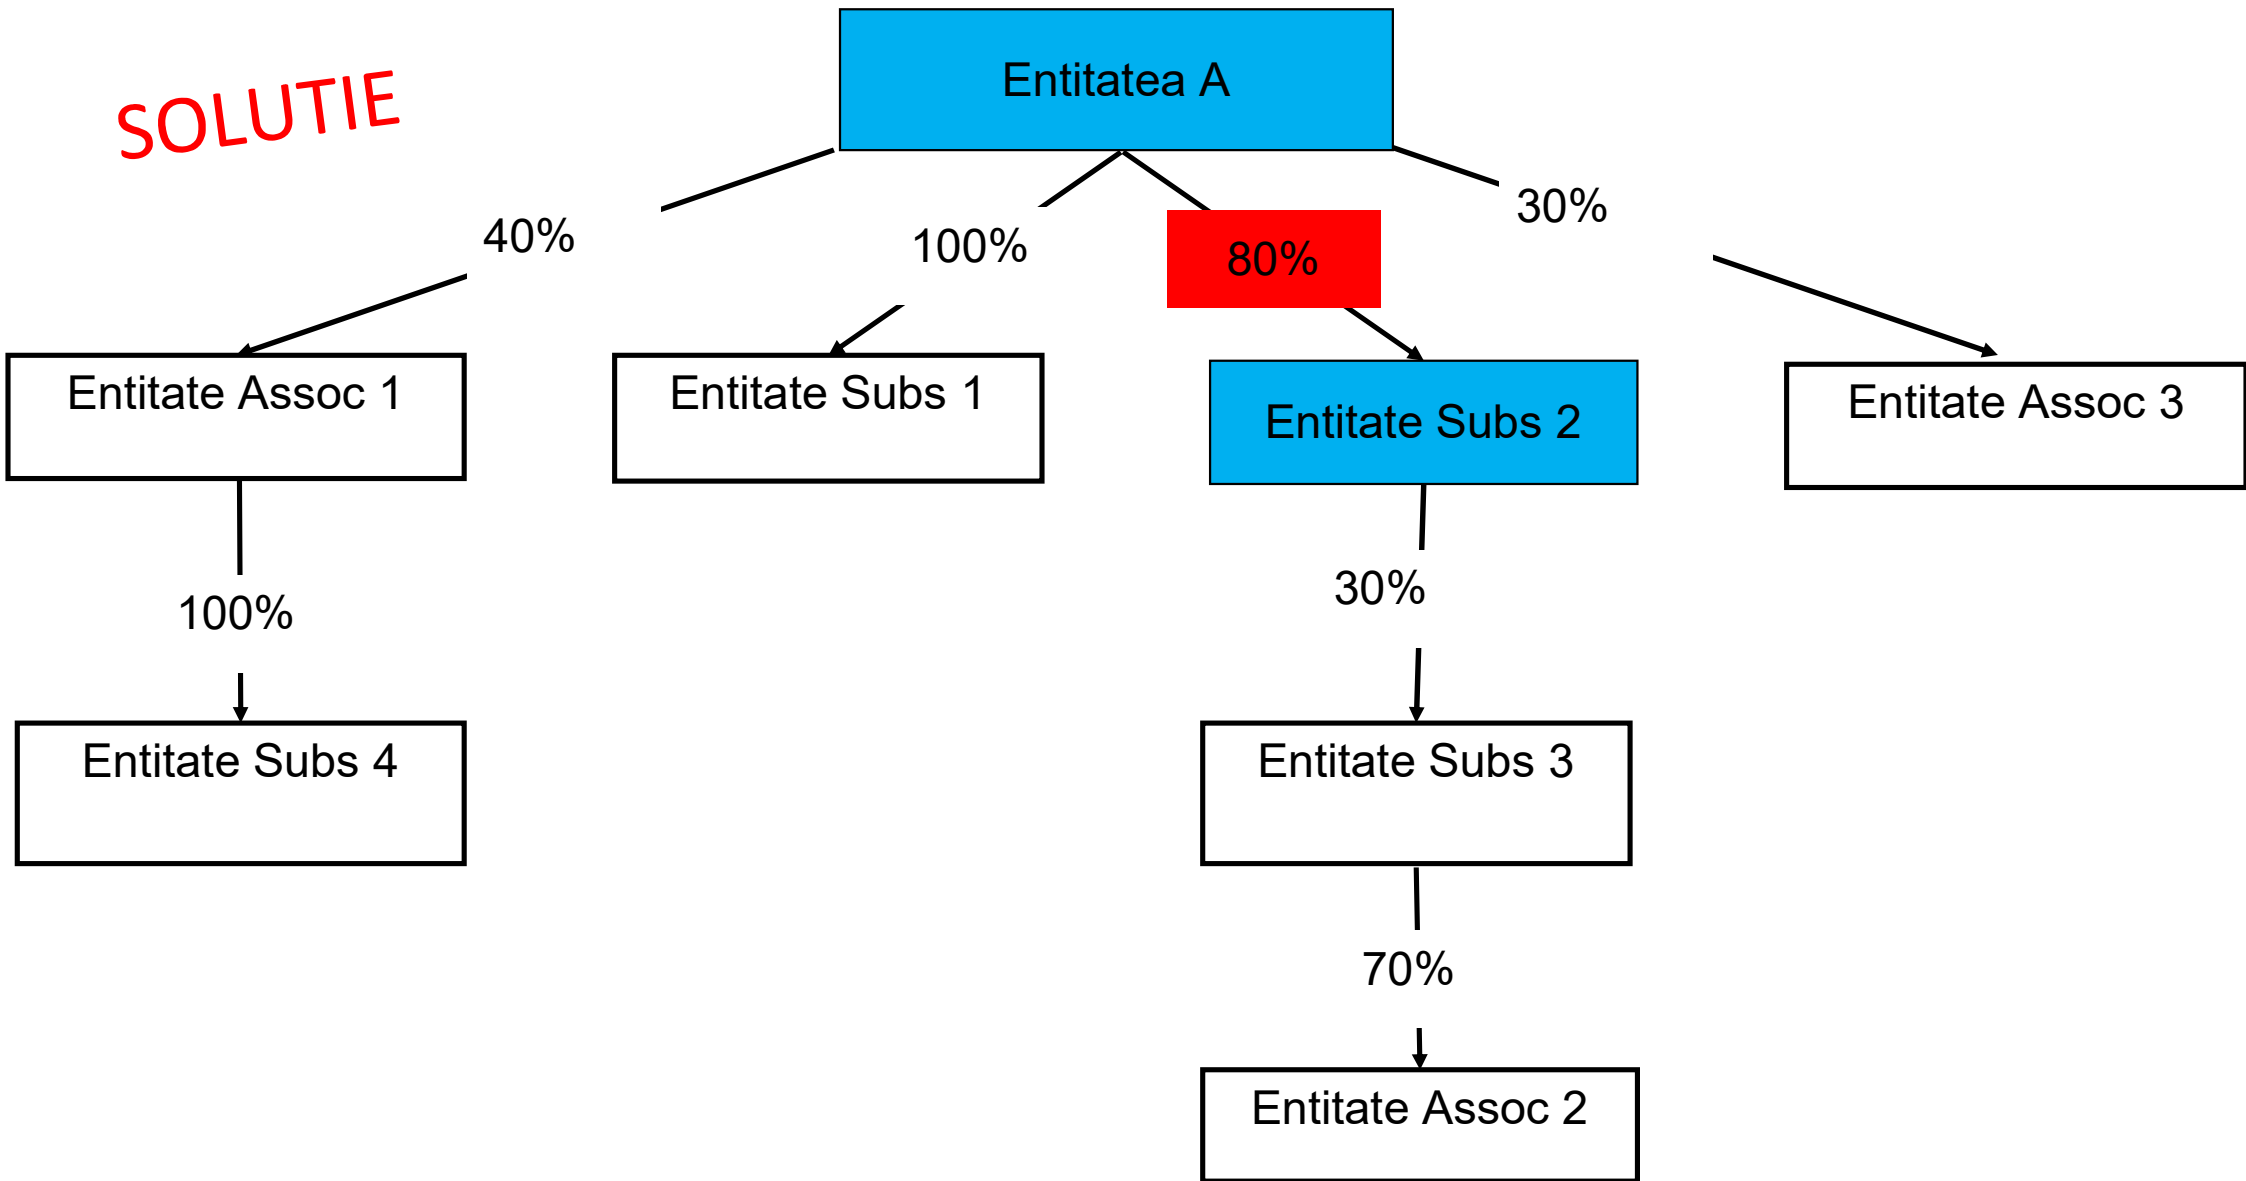 SOLUTIE
Entitatea A
40%
100%
80%
30%
Entitate Assoc 1
Entitate Subs 1
Entitate Subs 2
Entitate Assoc 3
100%
30%
Entitate Subs 4
Entitate Subs 3
70%
Entitate Assoc 2